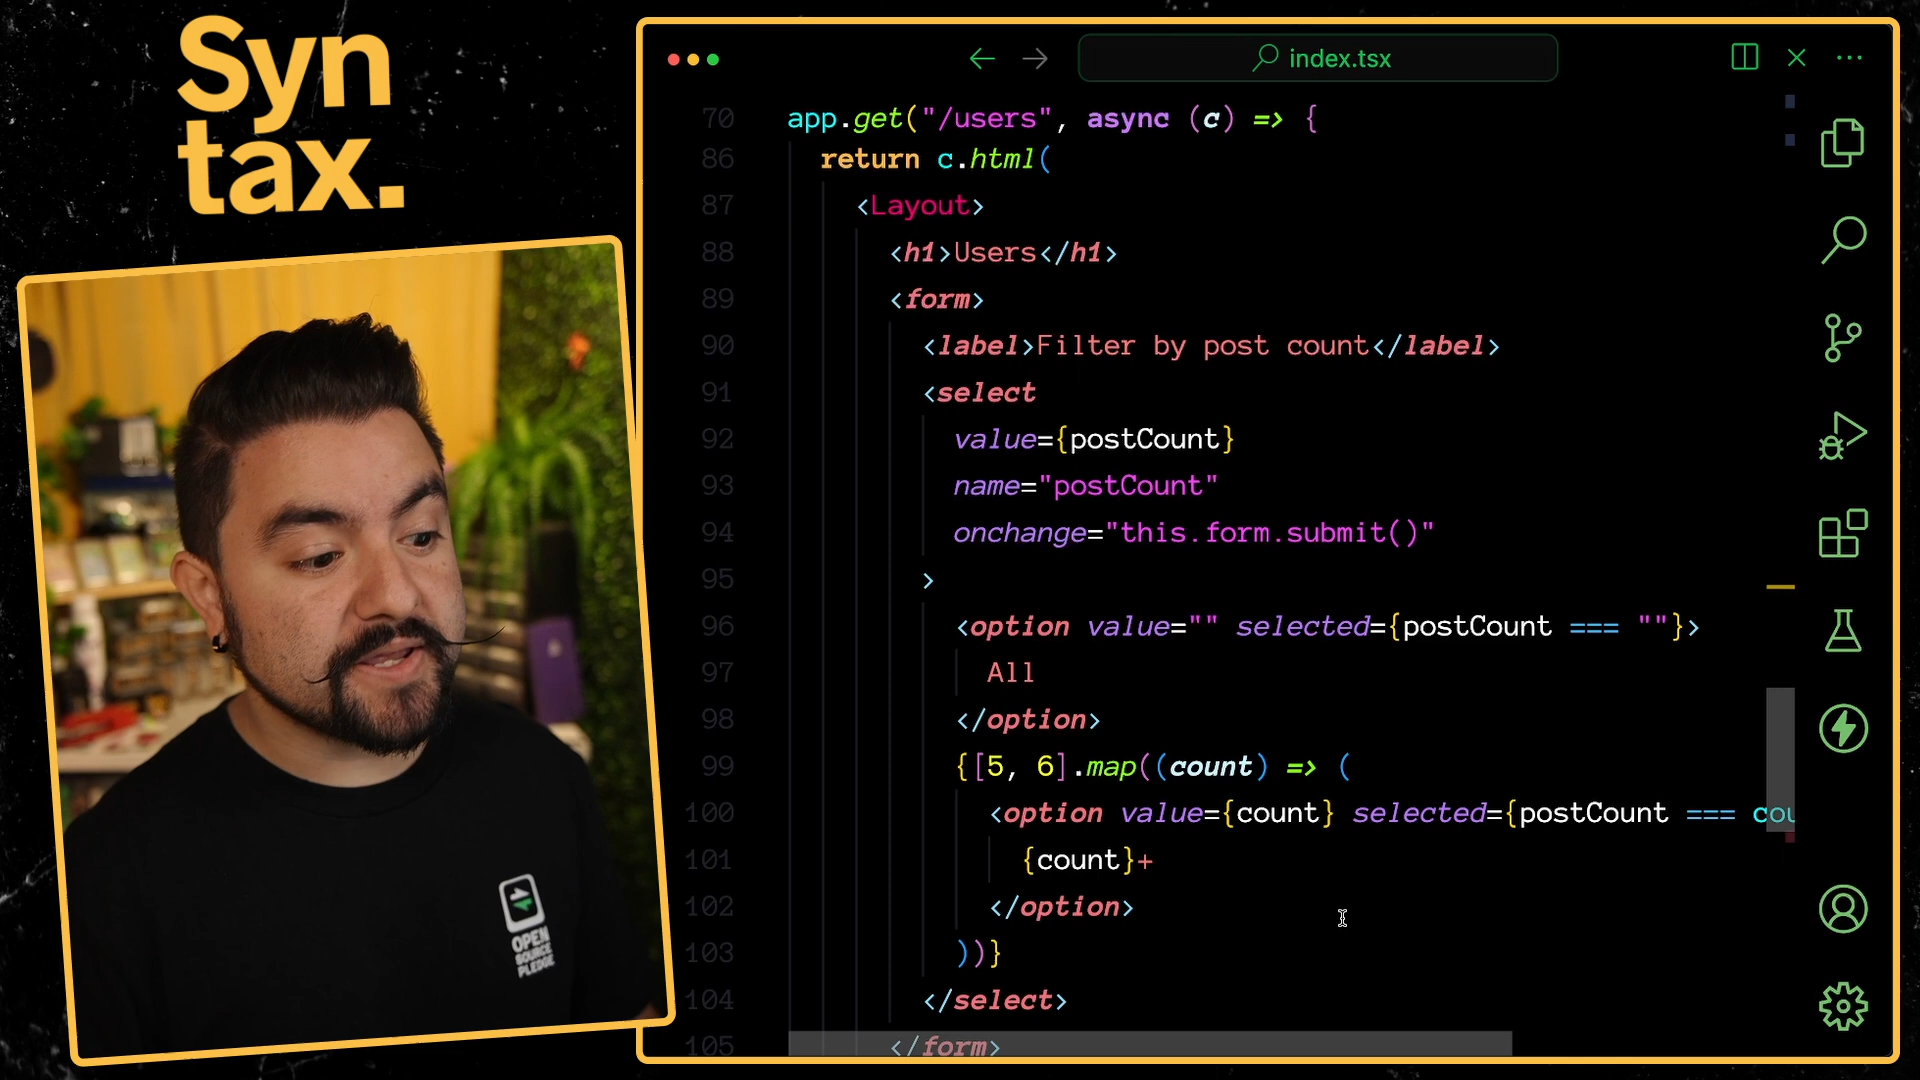 Syn
tax.
OPEN
SOURCE
PLEDGE
index.tsx
70 app.get("/users", async (c) => {
86 return c.html(
87 <Layout>
88 <h1>Users</h1>
89 <form>
90 <label>Filter by post count</label>
91 <select
92 value={postCount}
93 name="postCount"
94 onchange="this.form.submit()"
95 >
96 <option value="" selected={postCount === ""}>
97 All
98 </option>
99 {[5, 6].map((count) => (
100 <option value={count} selected={postCount === cou
101 {count}+
102 </option>
103 ))}
104 </select>
105 </form>